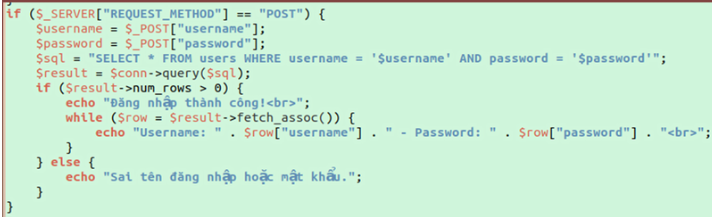 if ($_SERVER["REQUEST_METHOD"] == "POST") {
$username = $_POST["username"];
$password = $_POST["password"];
$sql = "SELECT * FROM users WHERE username = '$username' AND password = '$password'";
$result = $conn->query($sql);
if ($result->num_rows > 0) {
echo "Đăng nhập thành công!<br>";
while ($row = $result->fetch_assoc()) {
echo "Username: " . $row["username"] . " - Password: " . $row["password"] . "<br>";
}
} else {
echo "Sai tên đăng nhập hoặc mật khẩu.";
}
}